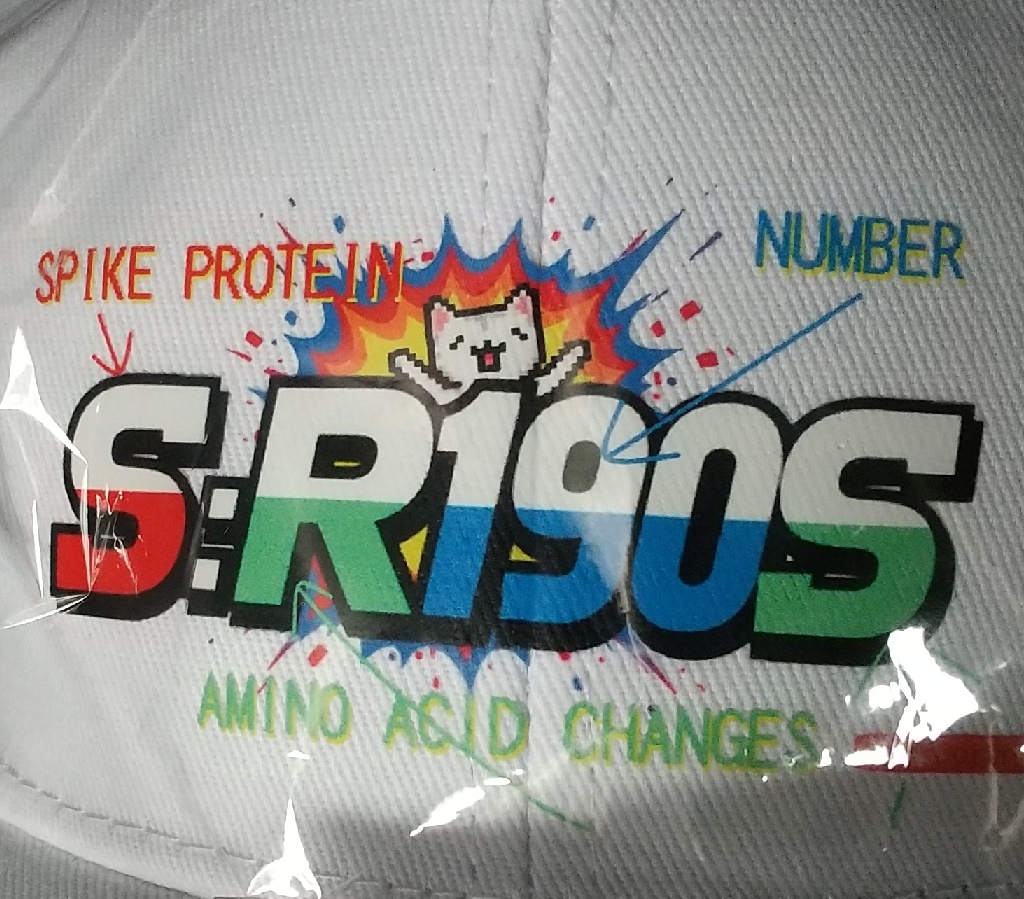 SPIKE PROTEIN
NUMBER
S:R190S
AMINO ACID CHANGES